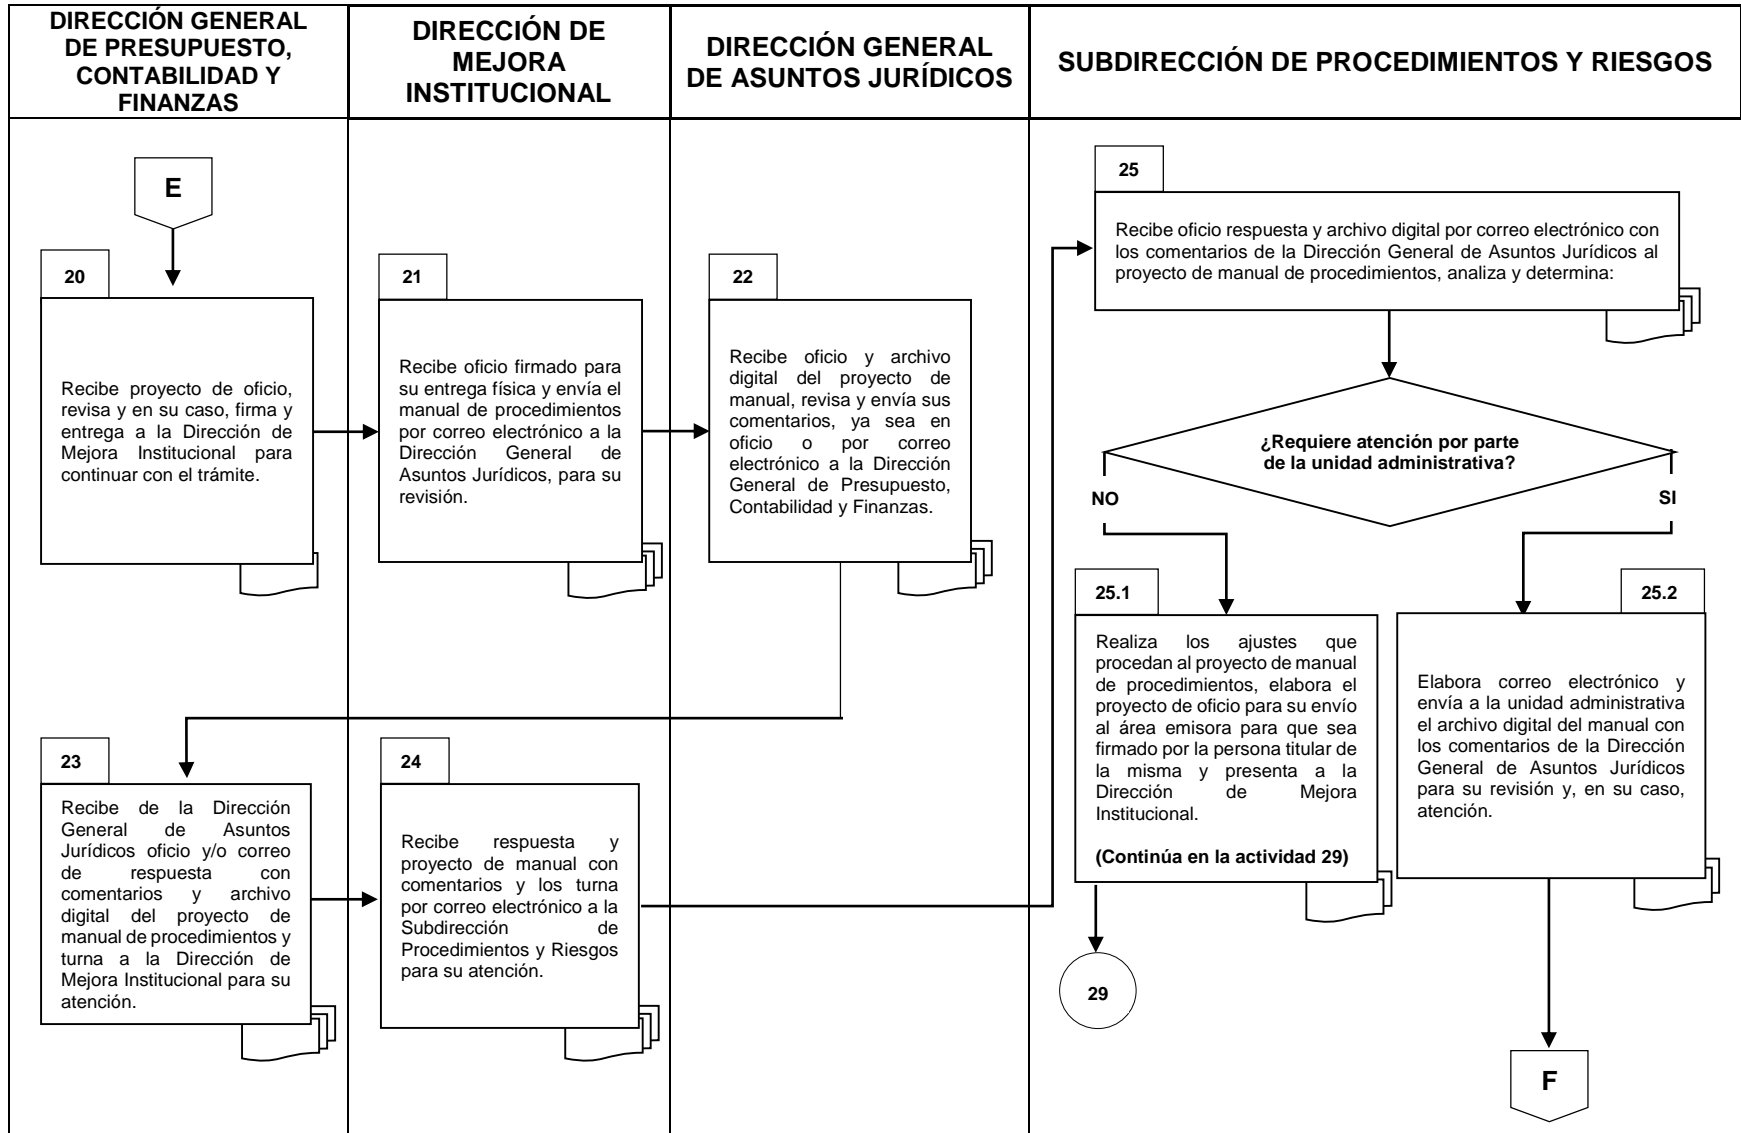 DIRECCIÓN GENERAL
DE PRESUPUESTO,
CONTABILIDAD Y
FINANZAS
DIRECCIÓN DE
MEJORA
INSTITUCIONAL
DIRECCIÓN GENERAL
DE ASUNTOS JURÍDICOS
SUBDIRECCIÓN DE PROCEDIMIENTOS Y RIESGOS
E
20
Recibe proyecto de oficio,
revisa y en su caso, firma y
entrega a la Dirección de
Mejora Institucional para
continuar con el trámite.
21
Recibe oficio firmado para
su entrega física y envía el
manual de procedimientos
por correo electrónico a la
Dirección General de
Asuntos Jurídicos, para su
revisión.
22
Recibe oficio y archivo
digital del proyecto de
manual, revisa y envía sus
comentarios, ya sea en
oficio o por correo
electrónico a la Dirección
General de Presupuesto,
Contabilidad y Finanzas.
23
Recibe de la Dirección
General de Asuntos
Jurídicos oficio y/o correo
de respuesta con
comentarios y archivo
digital del proyecto de
manual de procedimientos y
turna a la Dirección de
Mejora Institucional para su
atención.
24
Recibe respuesta y
proyecto de manual con
comentarios y los turna
por correo electrónico a la
Subdirección de
Procedimientos y Riesgos
para su atención.
25
Recibe oficio respuesta y archivo digital por correo electrónico con
los comentarios de la Dirección General de Asuntos Jurídicos al
proyecto de manual de procedimientos, analiza y determina:
¿Requiere atención por parte
de la unidad administrativa?
NO
SI
25.1
Realiza los ajustes que
procedan al proyecto de manual
de procedimientos, elabora el
proyecto de oficio para su envío
al área emisora para que sea
firmado por la persona titular de
la misma y presenta a la
Dirección de Mejora
Institucional.
(Continúa en la actividad 29)
29
25.2
Elabora correo electrónico y
envía a la unidad administrativa
el archivo digital del manual con
los comentarios de la Dirección
General de Asuntos Jurídicos
para su revisión y, en su caso,
atención.
F